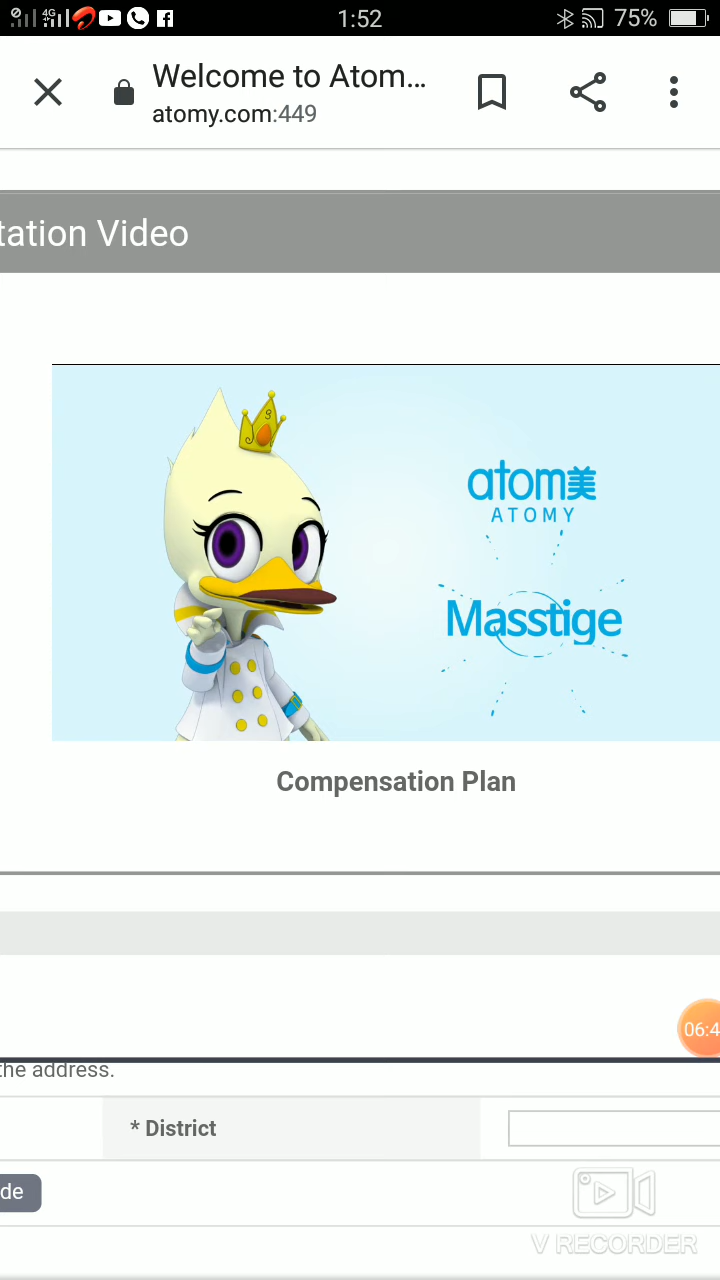 4G
1:52
75%
Welcome to Atom...
atomy.com:449
tation Video
atom美
ATOMY
Masstige
Compensation Plan
06:4
the address.
* District
de
V RECORDER